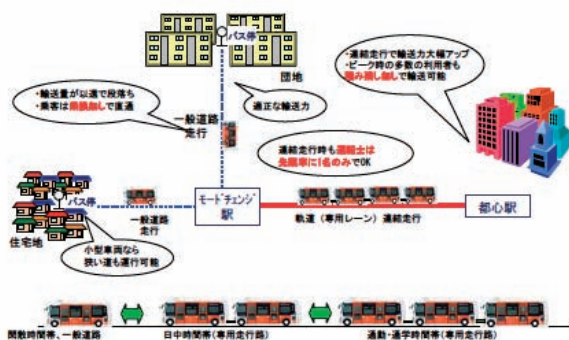 バス停
団地
・輸送量が以遠で段落ち
・乗客は乗換無しで直通
適正な輸送力
・連結走行で輸送力大幅アップ
・ピーク時の多数の利用者も
積み残し無しで輸送可能
一般道路
走行
連結走行時も運転士は
先頭車に1名のみでOK
バス停
住宅地
一般道路
走行
モードチェンジ
駅
軌道(専用レーン)連結走行
都心駅
小型車両なら
狭い道も運行可能
閑散時間帯、一般道路
日中時間帯(専用走行路)
通勤・通学時間帯(専用走行路)